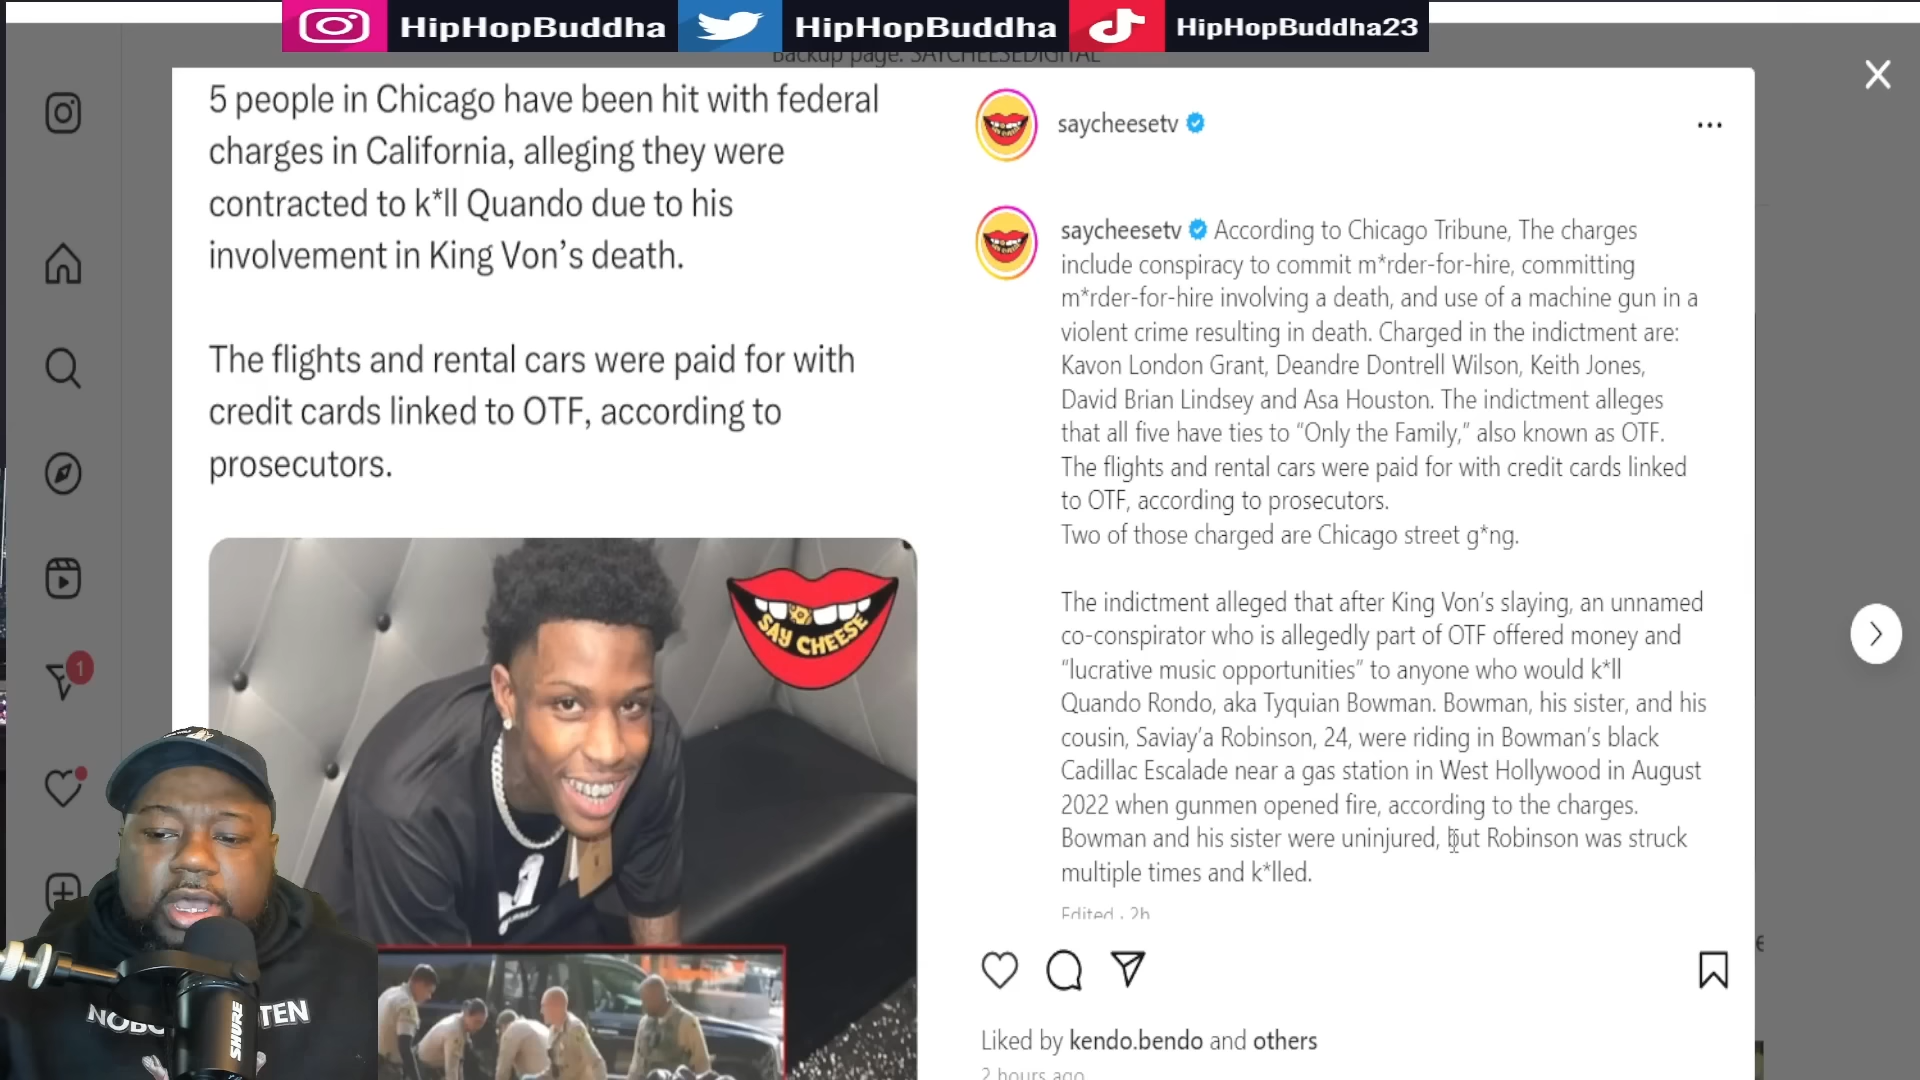 HipHopBuddha
HipHopBuddha
HipHopBuddha23
Backup page: SAYCHEESEDIGITAL
5 people in Chicago have been hit with federal
charges in California, alleging they were
contracted to k*ll Quando due to his
involvement in King Von’s death.
The flights and rental cars were paid for with
credit cards linked to OTF, according to
prosecutors.
SAY CHEESE
1
SHURE
saycheesetv
saycheesetv According to Chicago Tribune, The charges
include conspiracy to commit m*rder-for-hire, committing
m*rder-for-hire involving a death, and use of a machine gun in a
violent crime resulting in death. Charged in the indictment are:
Kavon London Grant, Deandre Dontrell Wilson, Keith Jones,
David Brian Lindsey and Asa Houston. The indictment alleges
that all five have ties to “Only the Family,” also known as OTF.
The flights and rental cars were paid for with credit cards linked
to OTF, according to prosecutors.
Two of those charged are Chicago street g*ng.
The indictment alleged that after King Von’s slaying, an unnamed
co-conspirator who is allegedly part of OTF offered money and
“lucrative music opportunities” to anyone who would k*ll
Quando Rondo, aka Tyquian Bowman. Bowman, his sister, and his
cousin, Saviay’a Robinson, 24, were riding in Bowman’s black
Cadillac Escalade near a gas station in West Hollywood in August
2022 when gunmen opened fire, according to the charges.
Bowman and his sister were uninjured, but Robinson was struck
multiple times and k*lled.
Edited · 2h
Liked by kendo.bendo and others
2 hours ago